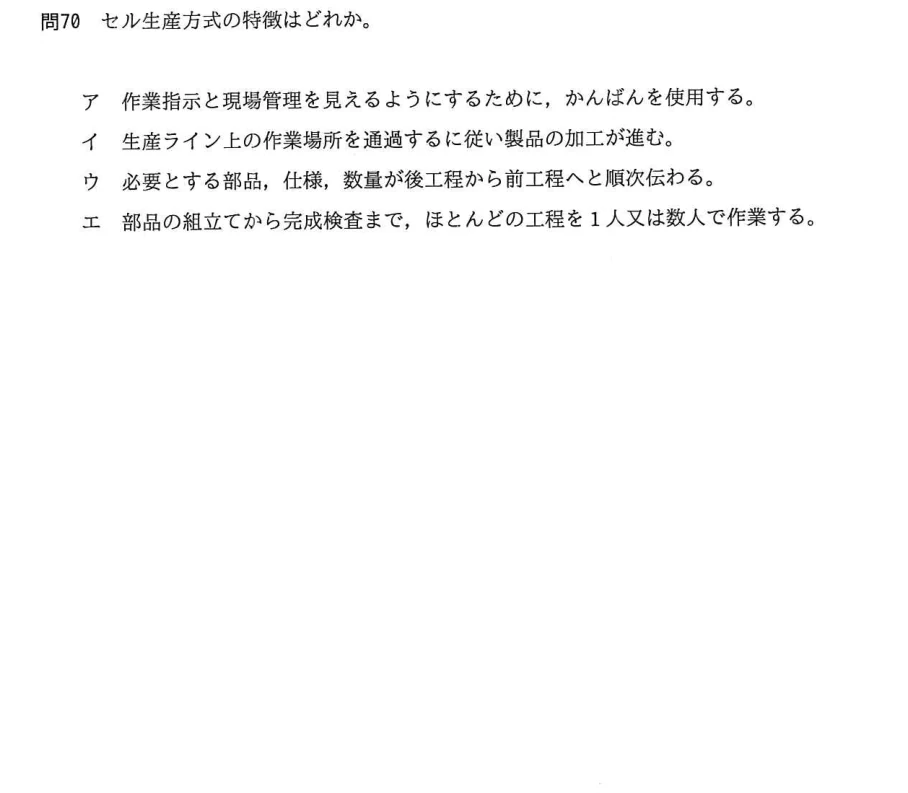 問70　セル生産方式の特徴はどれか。
ア　作業指示と現場管理を見えるようにするために，かんばんを使用する。
イ　生産ライン上の作業場所を通過するに従い製品の加工が進む。
ウ　必要とする部品，仕様，数量が後工程から前工程へと順次伝わる。
エ　部品の組立てから完成検査まで，ほとんどの工程を1人又は数人で作業する。